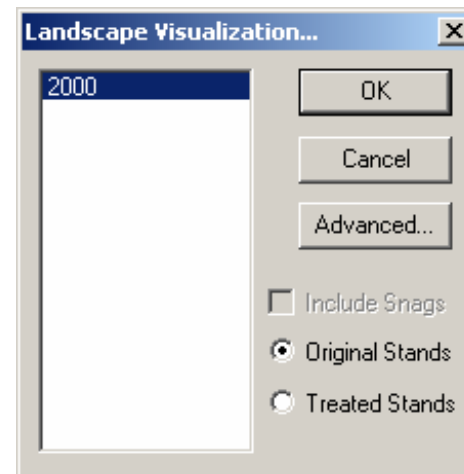 Landscape Visualization...
2000
OK
Cancel
Advanced...
Include Snags
Original Stands
Treated Stands